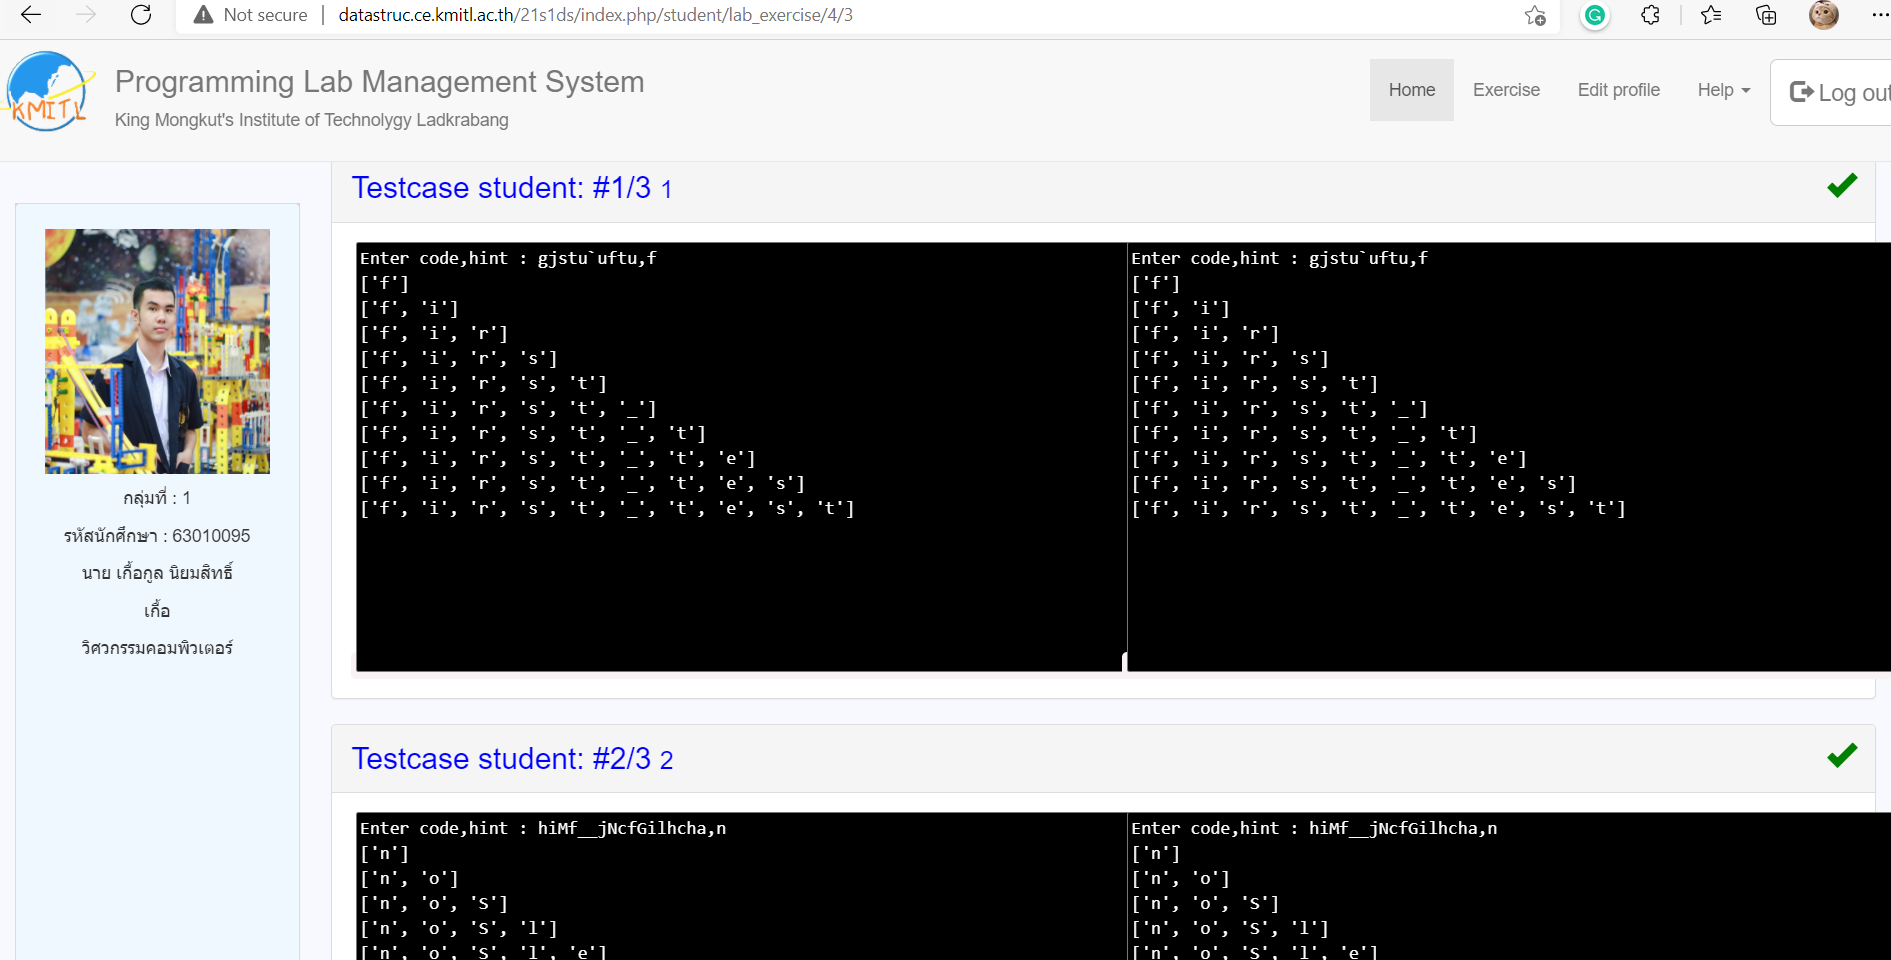 Not secure | datastruc.ce.kmitl.ac.th/21s1ds/index.php/student/lab_exercise/4/3
KMITL
Programming Lab Management System
King Mongkut's Institute of Technolygy Ladkrabang
Home Exercise Edit profile Help Log out
กลุ่มที่ : 1
รหัสนักศึกษา : 63010095
นาย เกื้อกูล นิยมสิทธิ์
เกื้อ
วิศวกรรมคอมพิวเตอร์
Testcase student: #1/3 1
Enter code,hint : gjstu`uftu,f
['f']
['f', 'i']
['f', 'i', 'r']
['f', 'i', 'r', 's']
['f', 'i', 'r', 's', 't']
['f', 'i', 'r', 's', 't', '_']
['f', 'i', 'r', 's', 't', '_', 't']
['f', 'i', 'r', 's', 't', '_', 't', 'e']
['f', 'i', 'r', 's', 't', '_', 't', 'e', 's']
['f', 'i', 'r', 's', 't', '_', 't', 'e', 's', 't']
Enter code,hint : gjstu`uftu,f
['f']
['f', 'i']
['f', 'i', 'r']
['f', 'i', 'r', 's']
['f', 'i', 'r', 's', 't']
['f', 'i', 'r', 's', 't', '_']
['f', 'i', 'r', 's', 't', '_', 't']
['f', 'i', 'r', 's', 't', '_', 't', 'e']
['f', 'i', 'r', 's', 't', '_', 't', 'e', 's']
['f', 'i', 'r', 's', 't', '_', 't', 'e', 's', 't']
Testcase student: #2/3 2
Enter code,hint : hiMf__jNcfGilhcha,n
['n']
['n', 'o']
['n', 'o', 'S']
['n', 'o', 'S', 'l']
['n', 'o', 'S', 'l', 'e']
Enter code,hint : hiMf__jNcfGilhcha,n
['n']
['n', 'o']
['n', 'o', 'S']
['n', 'o', 'S', 'l']
['n', 'o', 'S', 'l', 'e']